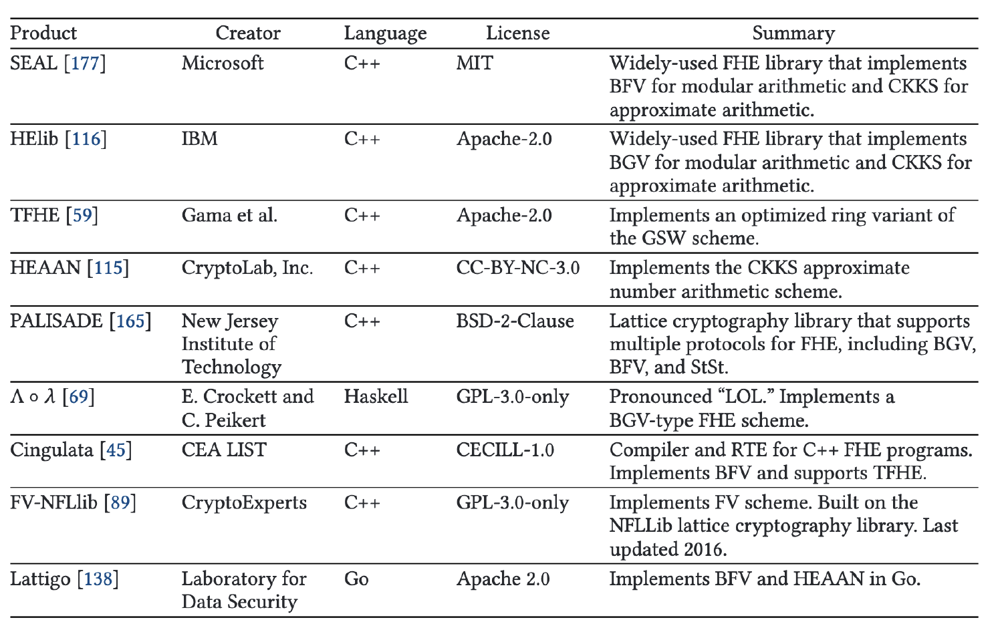 Product Creator Language License Summary
SEAL [177] Microsoft C++ MIT Widely-used FHE library that implements
BFV for modular arithmetic and CKKS for
approximate arithmetic.
HElib [116] IBM C++ Apache-2.0 Widely-used FHE library that implements
BGV for modular arithmetic and CKKS for
approximate arithmetic.
TFHE [59] Gama et al. C++ Apache-2.0 Implements an optimized ring variant of
the GSW scheme.
HEAAN [115] CryptoLab, Inc. C++ CC-BY-NC-3.0 Implements the CKKS approximate
number arithmetic scheme.
PALISADE [165] New Jersey C++ BSD-2-Clause Lattice cryptography library that supports
Institute of multiple protocols for FHE, including BGV,
Technology BFV, and StSt.
Λ ∘ λ [69] E. Crockett and Haskell GPL-3.0-only Pronounced “LOL.” Implements a
C. Peikert BGV-type FHE scheme.
Cingulata [45] CEA LIST C++ CECILL-1.0 Compiler and RTE for C++ FHE programs.
Implements BFV and supports TFHE.
FV-NFLlib [89] CryptoExperts C++ GPL-3.0-only Implements FV scheme. Built on the
NFLLib lattice cryptography library. Last
updated 2016.
Lattigo [138] Laboratory for Go Apache 2.0 Implements BFV and HEAAN in Go.
Data Security